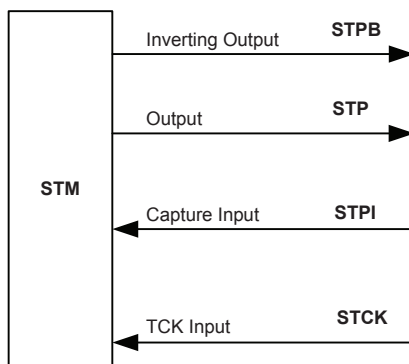 Inverting Output STPB
Output STP
STM
Capture Input STPI
TCK Input STCK